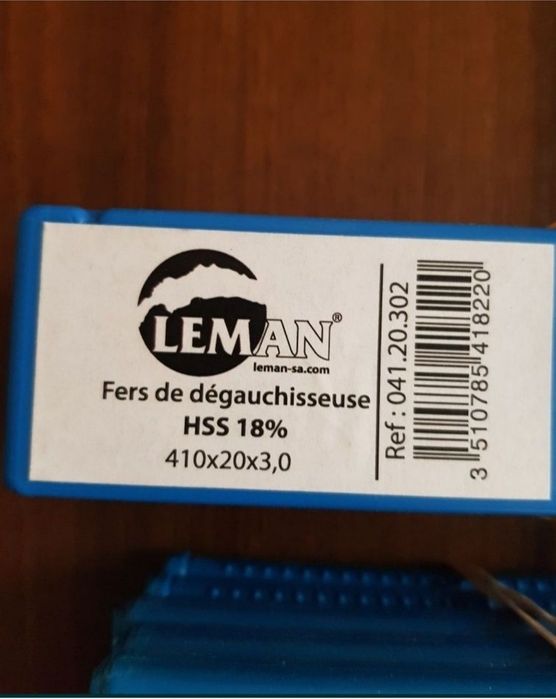 LEMAN®
leman-sa.com
Fers de dégauchisseuse
HSS 18%
410x20x3,0
Ref : 041.20.302
3 510785 418220